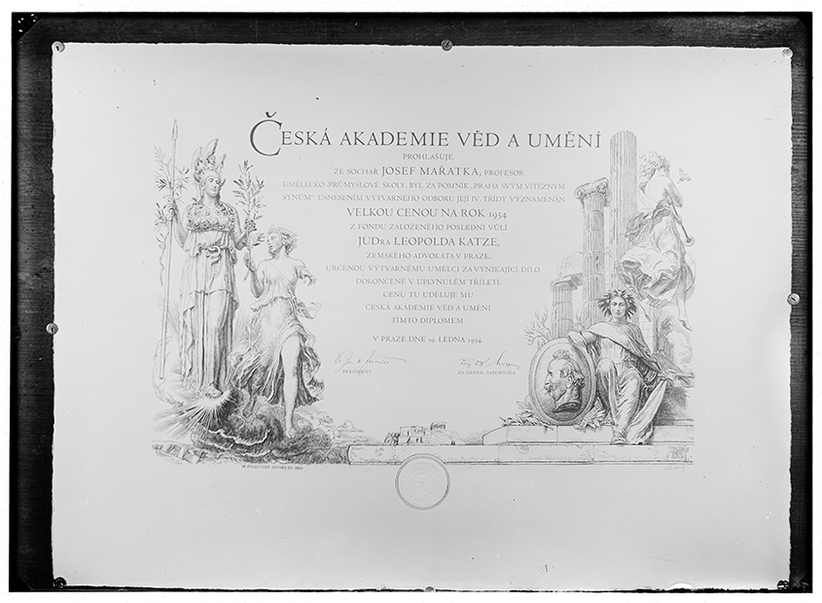 ČESKÁ AKADEMIE VĚD A UMĚNÍ
PROHLAŠUJE,
ŽE SOCHAŘ JOSEF MAŘATKA, PROFESOR
UMĚLECKO-PRŮMYSLOVÉ ŠKOLY, BYL ZA POMNÍK „PRAHA SVÝM VÍTĚZNÝM
SYNŮM” USNESENÍM VÝTVARNÉHO ODBORU JEJÍ IV. TŘÍDY VYZNAMENÁN
VELKOU CENOU NA ROK 1934
Z FONDU ZALOŽENÉHO POSLEDNÍ VŮLÍ
JUDRA LEOPOLDA KATZE,
ZEMSKÉHO ADVOKÁTA V PRAZE,
URČENOU VÝTVARNÉMU UMĚLCI ZA VYNIKAJÍCÍ DÍLO
DOKONČENÉ V UPLYNULÉM TŘÍLETÍ.
CENU TU UDĚLUJE MU
ČESKÁ AKADEMIE VĚD A UMĚNÍ
TÍMTO DIPLOMEM.
V PRAZE DNE 19. LEDNA 1934.
PRESIDENT
ZA GENER. TAJEMNÍKA